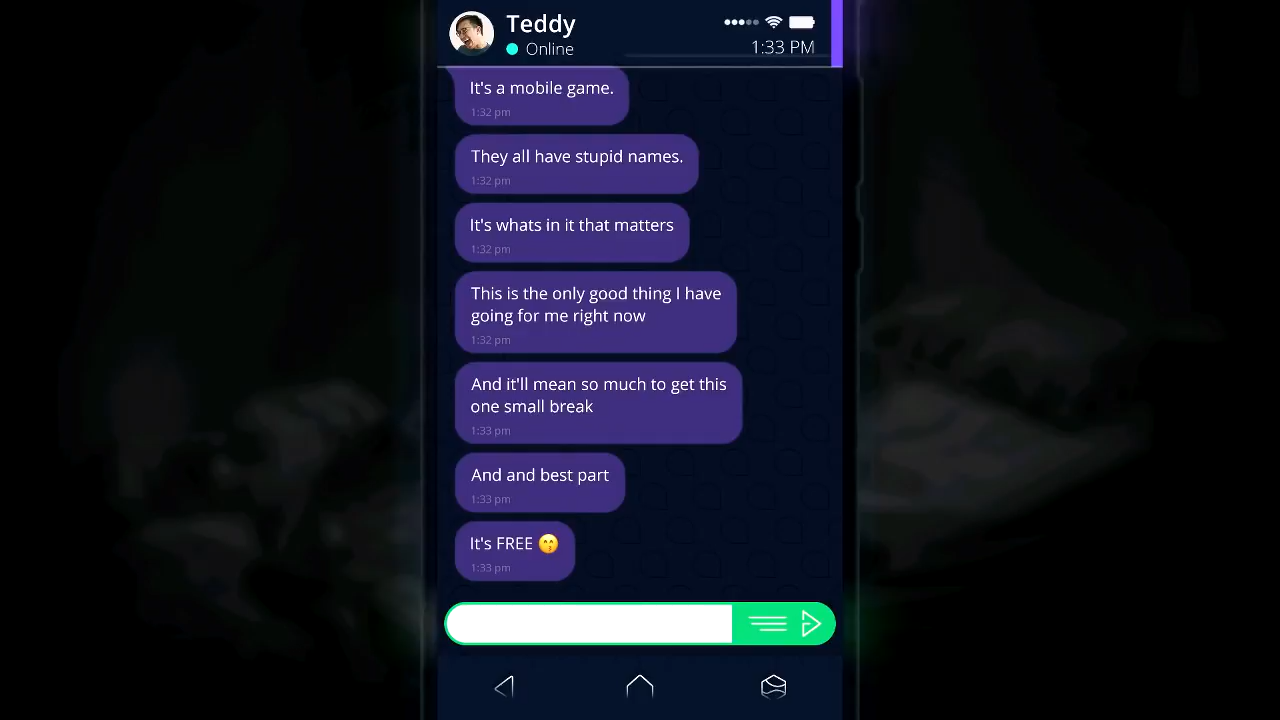 Teddy
Online
1:33 PM
It's a mobile game.
1:32 pm
They all have stupid names.
1:32 pm
It's whats in it that matters
1:32 pm
This is the only good thing I have
going for me right now
1:32 pm
And it'll mean so much to get this
one small break
1:33 pm
And and best part
1:33 pm
It's FREE 😙
1:33 pm